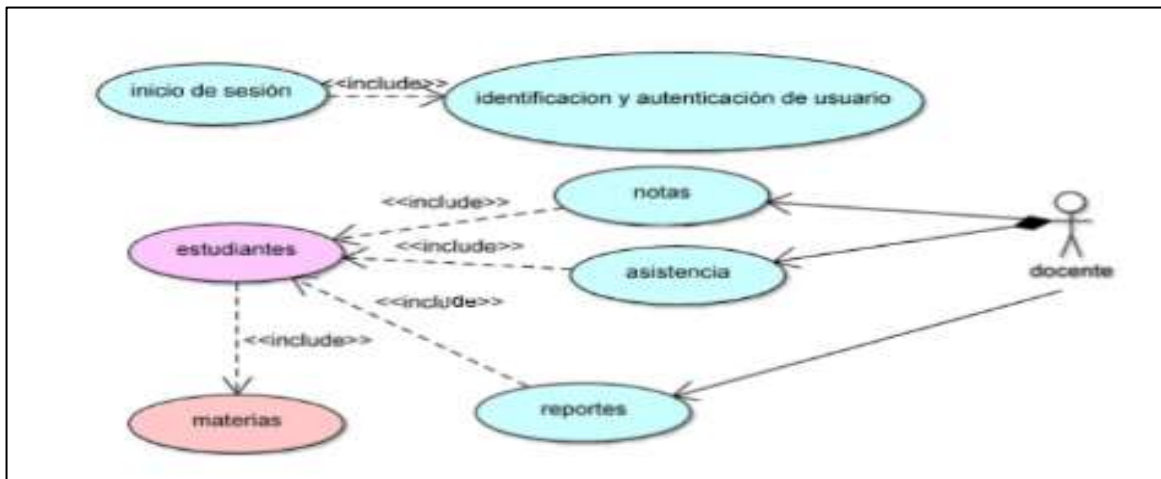 inicio de sesión
<<include>>
identificacion y autenticación de usuario
notas
<<include>>
estudiantes
<<include>>
asistencia
docente
<<include>>
<<include>>
materias
reportes